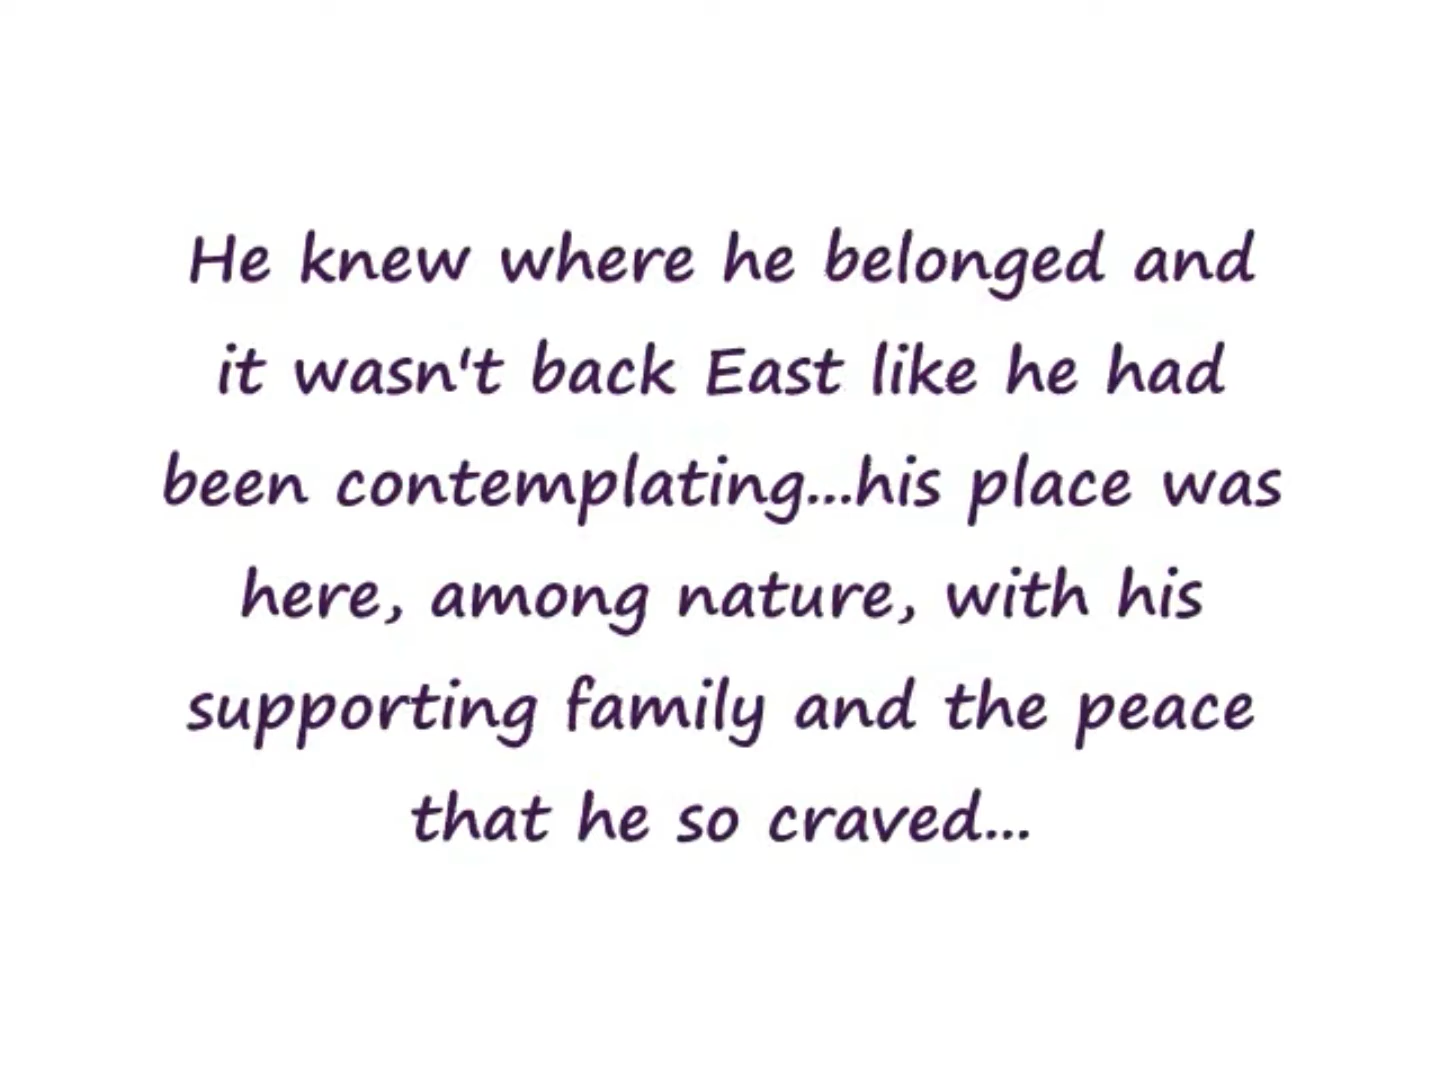 He knew where he belonged and
it wasn't back East like he had
been contemplating...his place was
here, among nature, with his
supporting family and the peace
that he so craved...